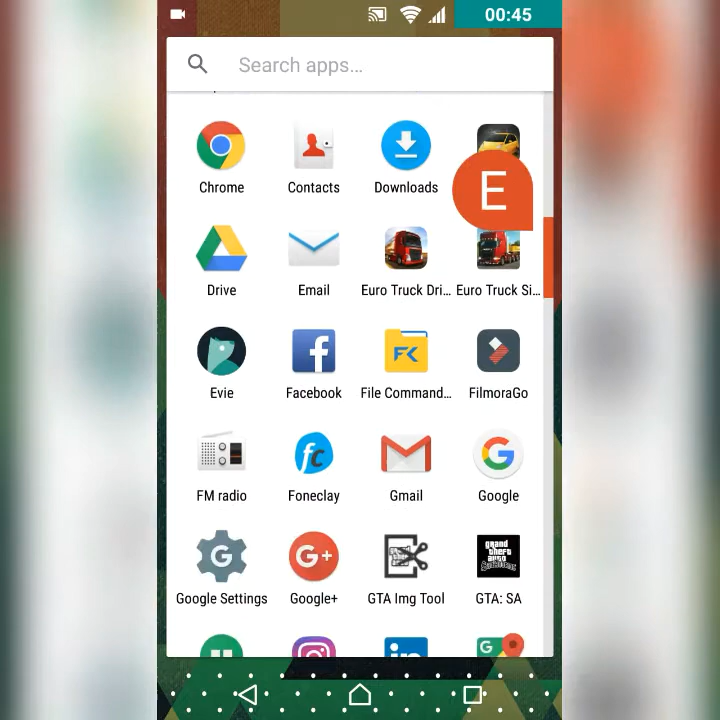 00:45
Search apps...
Chrome
Contacts
Downloads
E
Drive
Email
Euro Truck Dri...
Euro Truck Si...
Evie
Facebook
File Command...
FilmoraGo
FM radio
Foneclay
Gmail
Google
Google Settings
Google+
GTA Img Tool
GTA: SA